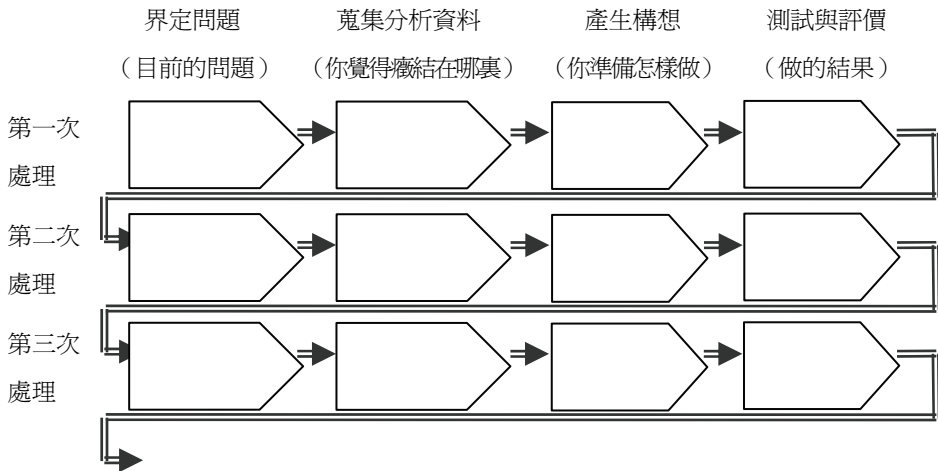 界定問題 蒐集分析資料 產生構想 測試與評價
（目前的問題） （你覺得癥結在哪裏） （你準備怎樣做） （做的結果）
第一次
處理
第二次
處理
第三次
處理